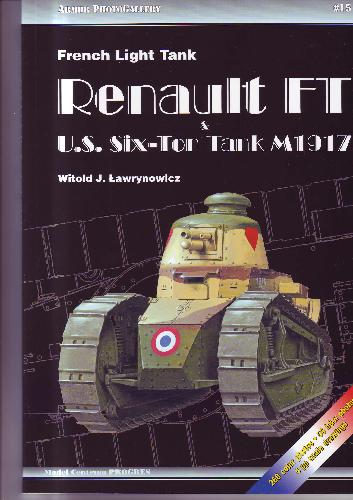 Armor PhotoGallery
#15
French Light Tank
Renault FT
&
U.S. Six-Ton Tank M1917
Witold J. Ławrynowicz
Model Centrum PROGRES